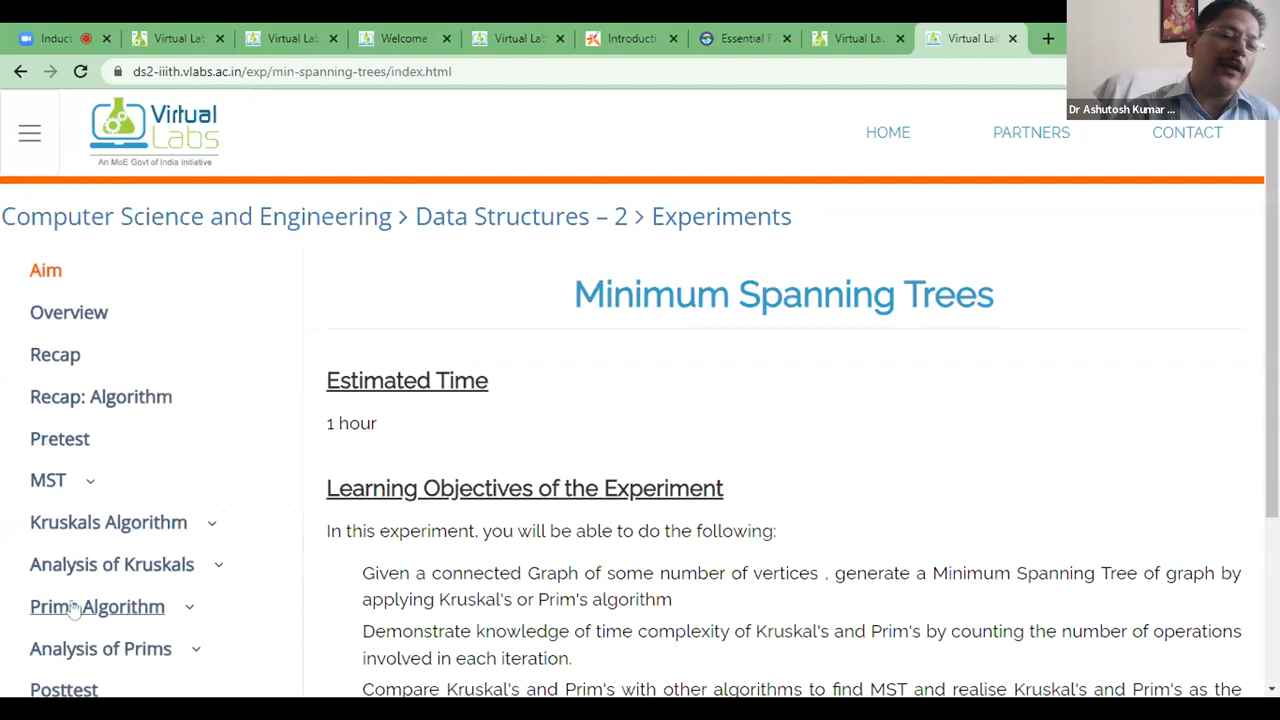 Induct
Virtual La
Virtual Lab
Welcome
Virtual Lab
Introducti
Essential F
Virtual La
Virtual La
ds2-iiith.vlabs.ac.in/exp/min-spanning-trees/index.html
Dr Ashutosh Kumar ...
Virtual
Labs
An MoE Govt of India Initiative
HOME
PARTNERS
CONTACT
Computer Science and Engineering > Data Structures – 2 > Experiments
Aim
Overview
Recap
Recap: Algorithm
Pretest
MST
Kruskals Algorithm
Analysis of Kruskals
Prims Algorithm
Analysis of Prims
Posttest
Minimum Spanning Trees
Estimated Time
1 hour
Learning Objectives of the Experiment
In this experiment, you will be able to do the following:
Given a connected Graph of some number of vertices , generate a Minimum Spanning Tree of graph by
applying Kruskal's or Prim's algorithm
Demonstrate knowledge of time complexity of Kruskal's and Prim's by counting the number of operations
involved in each iteration.
Compare Kruskal's and Prim's with other algorithms to find MST and realise Kruskal's and Prim's as the